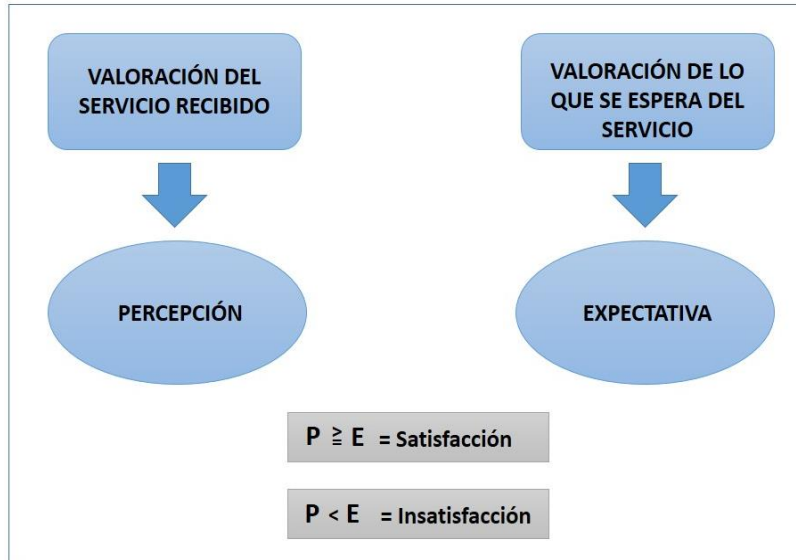 VALORACIÓN DEL
SERVICIO RECIBIDO
VALORACIÓN DE LO
QUE SE ESPERA DEL
SERVICIO
PERCEPCIÓN
EXPECTATIVA
P ≧ E = Satisfacción
P < E = Insatisfacción